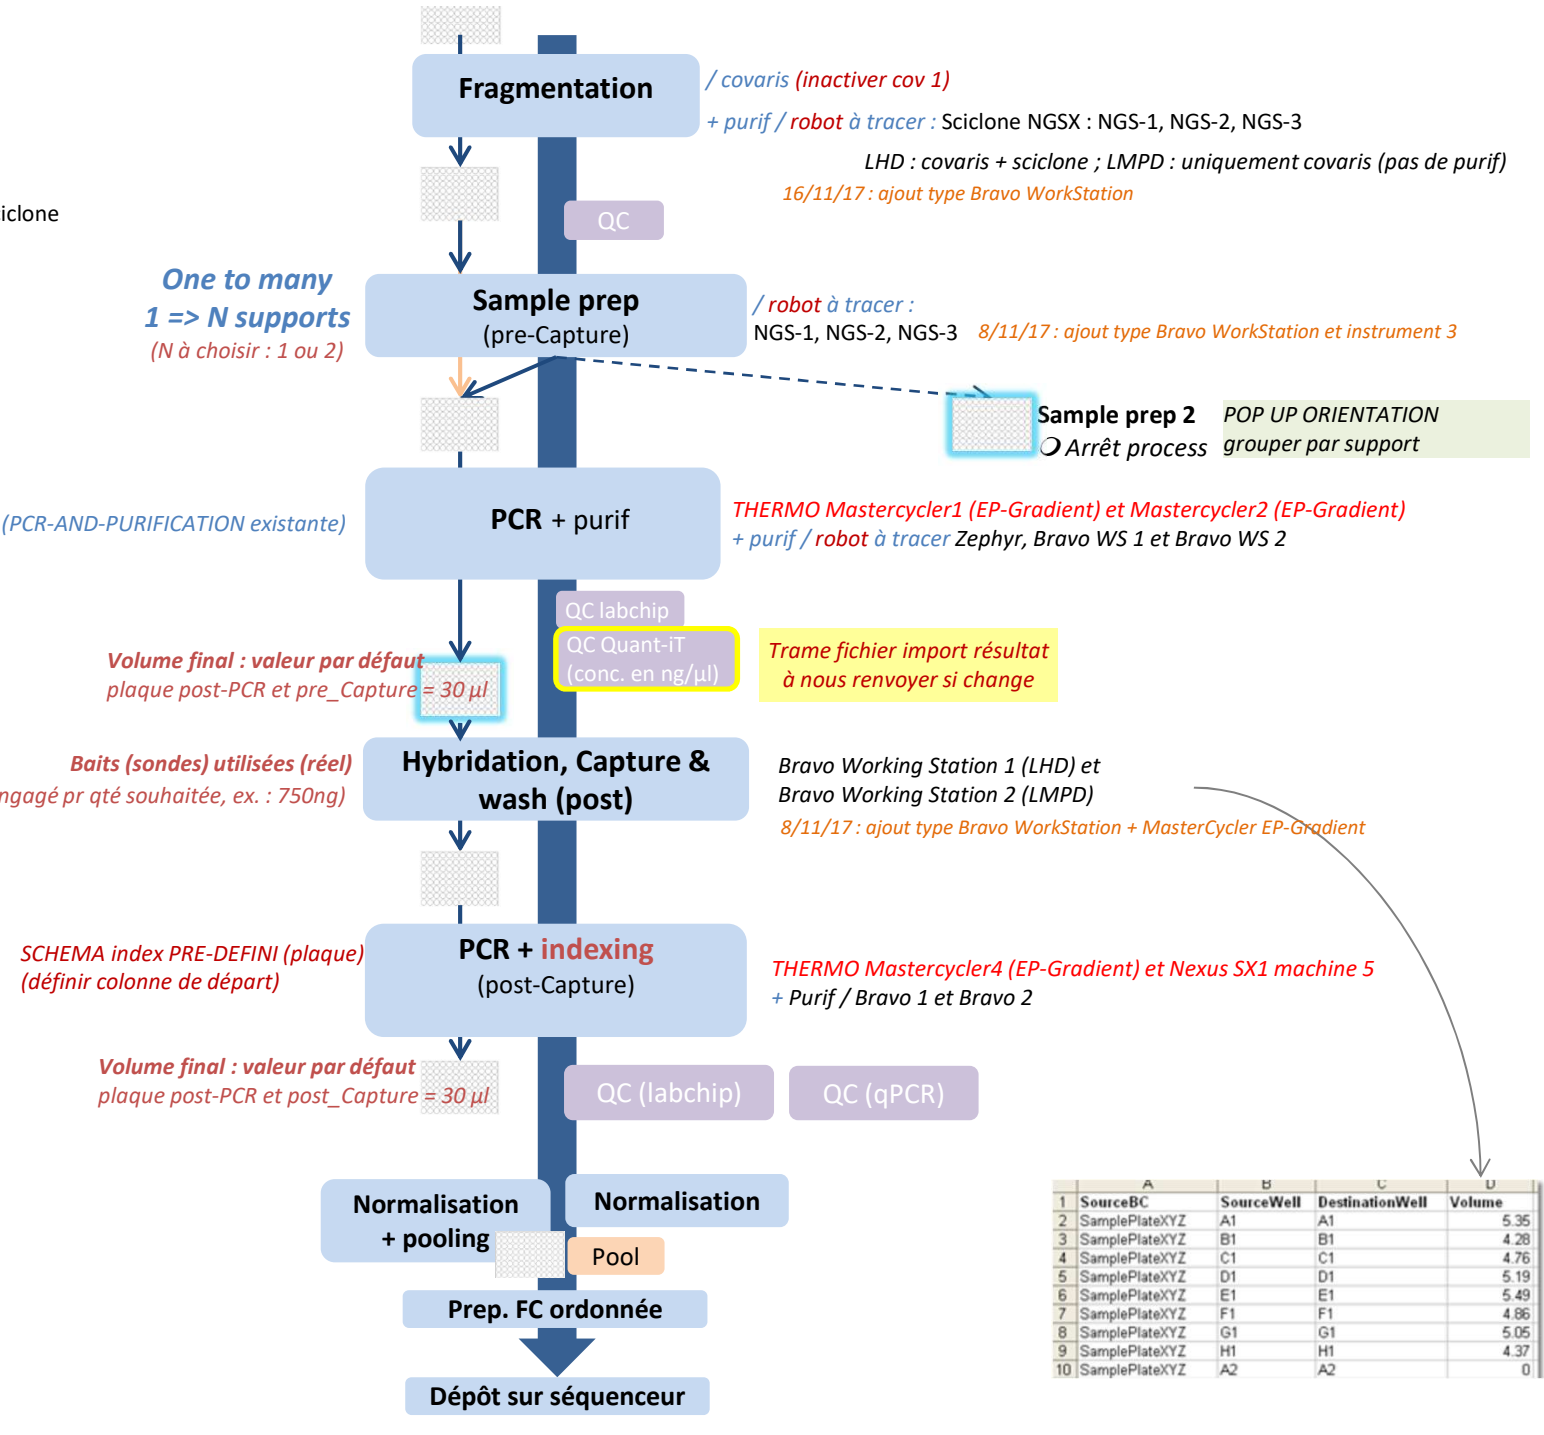 Fragmentation
/ covaris (inactiver cov 1)
+ purif / robot à tracer : Sciclone NGSX : NGS-1, NGS-2, NGS-3
LHD : covaris + sciclone ; LMPD : uniquement covaris (pas de purif)
16/11/17 : ajout type Bravo WorkStation
ciclone
QC
One to many
1 => N supports
(N à choisir : 1 ou 2)
Sample prep
(pre-Capture)
/ robot à tracer :
NGS-1, NGS-2, NGS-3 8/11/17 : ajout type Bravo WorkStation et instrument 3
Sample prep 2
❍ Arrêt process
POP UP ORIENTATION
grouper par support
(PCR-AND-PURIFICATION existante)
PCR + purif
THERMO Mastercycler1 (EP-Gradient) et Mastercycler2 (EP-Gradient)
+ purif / robot à tracer Zephyr, Bravo WS 1 et Bravo WS 2
QC labchip
QC Quant-iT
(conc. en ng/µl)
Trame fichier import résultat
à nous renvoyer si change
Volume final : valeur par défaut
plaque post-PCR et pre_Capture = 30 µl
Baits (sondes) utilisées (réel)
ngagé pr qté souhaitée, ex. : 750ng)
Hybridation, Capture &
wash (post)
Bravo Working Station 1 (LHD) et
Bravo Working Station 2 (LMPD)
8/11/17 : ajout type Bravo WorkStation + MasterCycler EP-Gradient
SCHEMA index PRE-DEFINI (plaque)
(définir colonne de départ)
PCR + indexing
(post-Capture)
THERMO Mastercycler4 (EP-Gradient) et Nexus SX1 machine 5
+ Purif / Bravo 1 et Bravo 2
Volume final : valeur par défaut
plaque post-PCR et post_Capture = 30 µl
QC (labchip)
QC (qPCR)
Normalisation
+ pooling
Normalisation
Pool
Prep. FC ordonnée
Dépôt sur séquenceur
A B C D
1 SourceBC SourceWell DestinationWell Volume
2 SamplePlateXYZ A1 A1 5.35
3 SamplePlateXYZ B1 B1 4.28
4 SamplePlateXYZ C1 C1 4.76
5 SamplePlateXYZ D1 D1 5.19
6 SamplePlateXYZ E1 E1 5.49
7 SamplePlateXYZ F1 F1 4.86
8 SamplePlateXYZ G1 G1 5.05
9 SamplePlateXYZ H1 H1 4.37
10 SamplePlateXYZ A2 A2 0